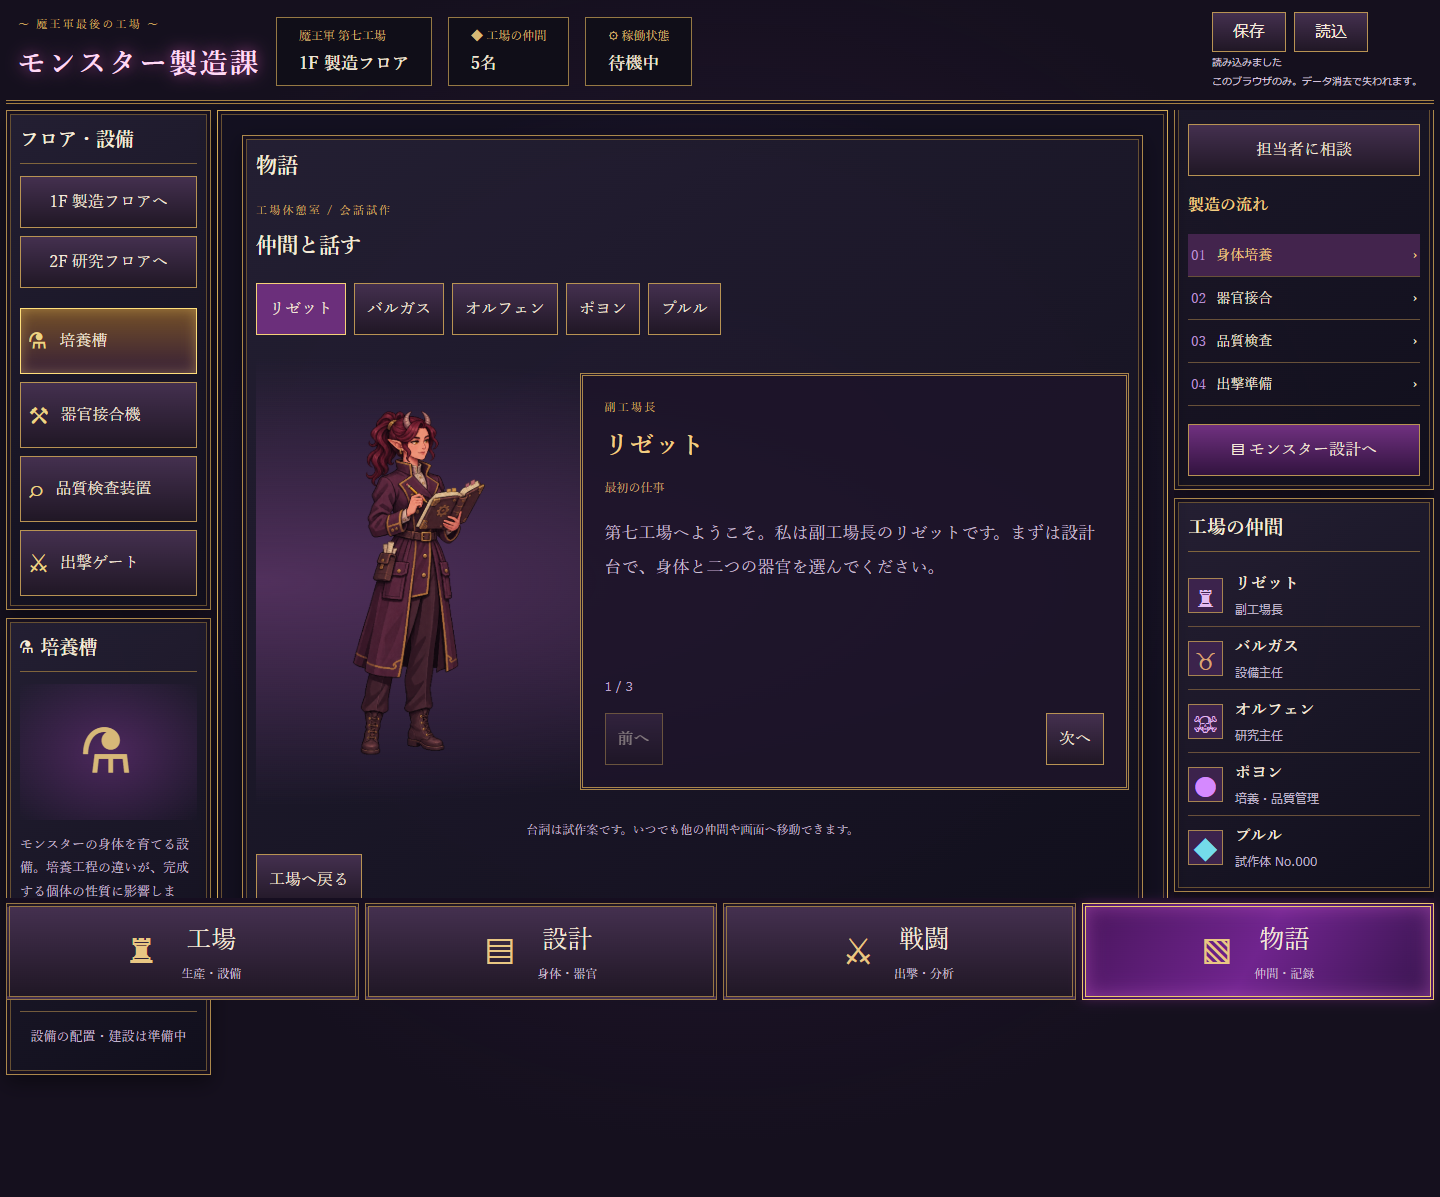 ～ 魔王軍最後の工場 ～
モンスター製造課
魔王軍 第七工場
1F 製造フロア
◆ 工場の仲間
5名
⚙ 稼働状態
待機中
保存
読込
読み込みました
このブラウザのみ。データ消去で失われます。
フロア・設備
1F 製造フロアへ
2F 研究フロアへ
培養槽
器官接合機
品質検査装置
出撃ゲート
培養槽
モンスターの身体を育てる設
備。培養工程の違いが、完成
する個体の性質に影響しま
設備の配置・建設は準備中
物語
工場休憩室 / 会話試作
仲間と話す
リゼット
バルガス
オルフェン
ポヨン
プルル
副工場長
リゼット
最初の仕事
第七工場へようこそ。私は副工場長のリゼットです。まずは設計
台で、身体と二つの器官を選んでください。
1 / 3
前へ
次へ
台詞は試作案です。いつでも他の仲間や画面へ移動できます。
工場へ戻る
担当者に相談
製造の流れ
01 身体培養 ›
02 器官接合 ›
03 品質検査 ›
04 出撃準備 ›
▤ モンスター設計へ
工場の仲間
リゼット
副工場長
バルガス
設備主任
オルフェン
研究主任
ポヨン
培養・品質管理
プルル
試作体 No.000
工場
生産・設備
設計
身体・器官
戦闘
出撃・分析
物語
仲間・記録